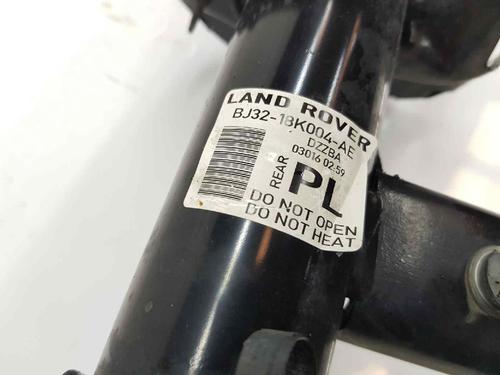 LAND ROVER
BJ32-18K004-AE
DZZBA
03016 02:59
REAR
PL
DO NOT OPEN
DO NOT HEAT